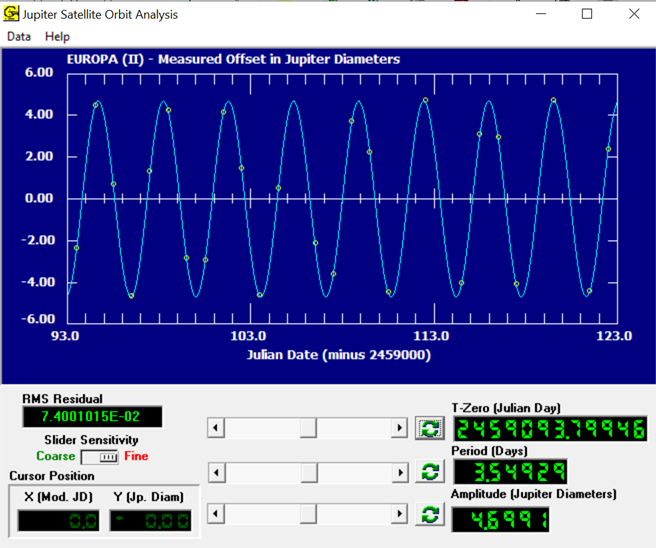 Jupiter Satellite Orbit Analysis
Data Help
EUROPA (II) - Measured Offset in Jupiter Diameters
6.00
4.00
2.00
0.00
-2.00
-4.00
-6.00
93.0 103.0 113.0 123.0
Julian Date (minus 2459000)
RMS Residual
7.4001015E-02
Slider Sensitivity
Coarse Fine
Cursor Position
X (Mod. JD) Y (Jp. Diam)
0.0 0.00
T-Zero (Julian Day)
2459093.79946
Period (Days)
3.54929
Amplitude (Jupiter Diameters)
4.6991